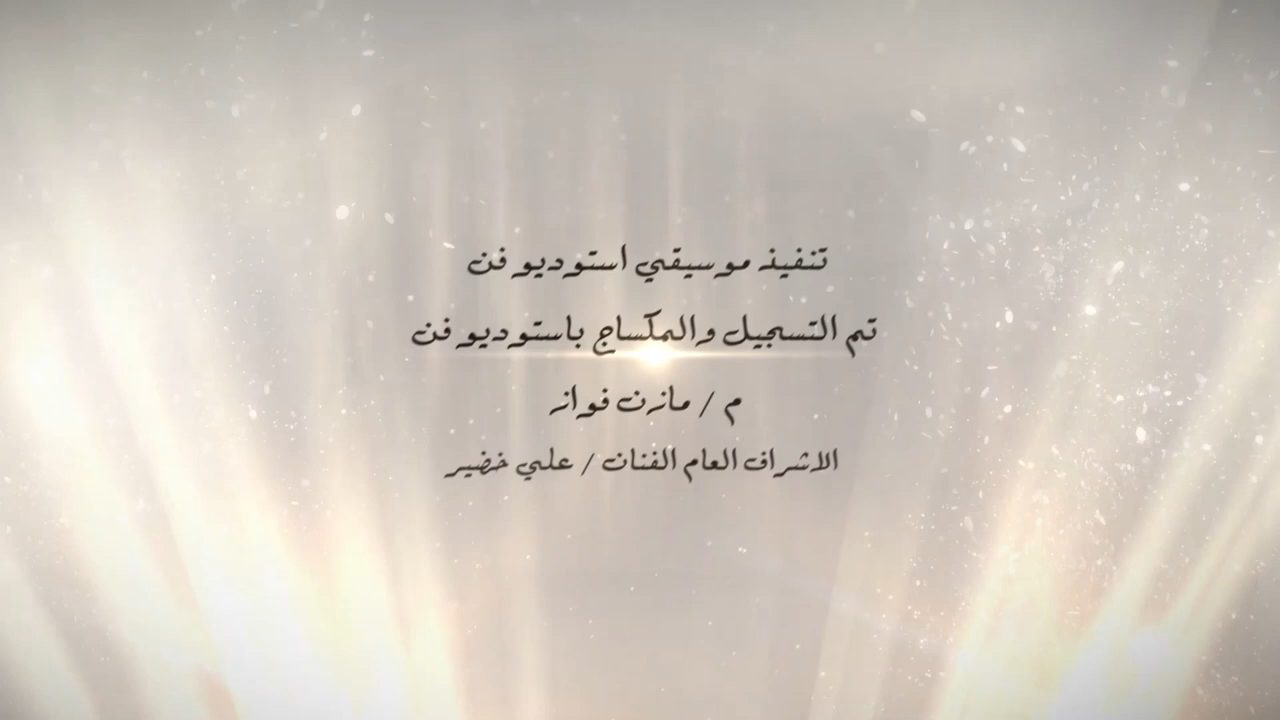 تنفيذ موسيقي استوديو فن
تم التسجيل والمكساج باستوديو فن
م / مازن فواز
الاشراف العام الفنان / علي خضير